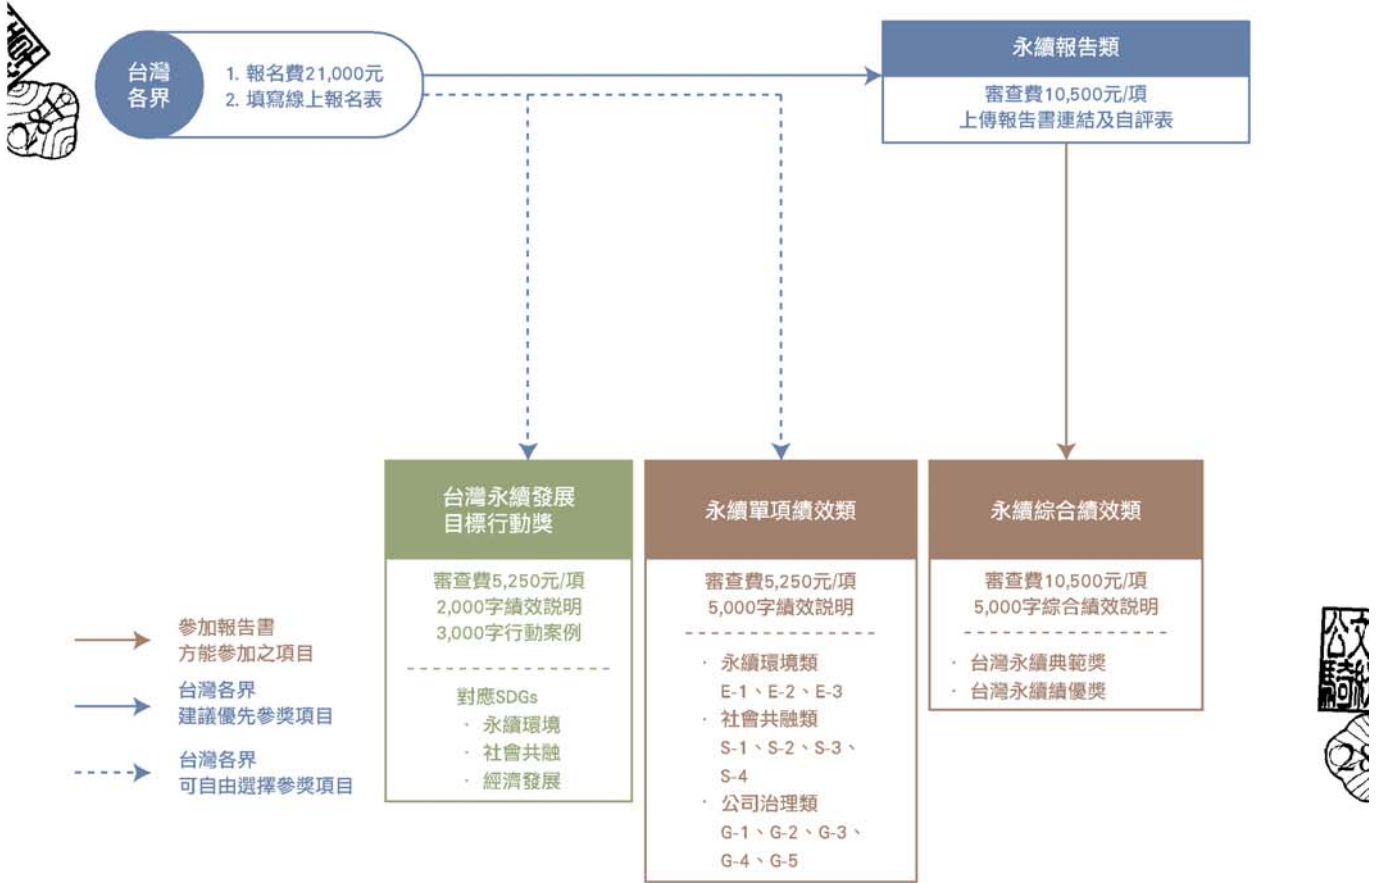 台灣
各界
1. 報名費21,000元
2. 填寫線上報名表
永續報告類
審查費10,500元/項
上傳報告書連結及自評表
台灣永續發展
目標行動獎
審查費5,250元/項
2,000字績效説明
3,000字行動案例
對應SDGs
· 永續環境
· 社會共融
· 經濟發展
永續單項績效類
審查費5,250元/項
5,000字績效説明
· 永續環境類
E-1、E-2、E-3
· 社會共融類
S-1、S-2、S-3、
S-4
· 公司治理類
G-1、G-2、G-3、
G-4、G-5
永續綜合績效類
審查費10,500元/項
5,000字綜合績效説明
· 台灣永續典範獎
· 台灣永續績優獎
參加報告書
方能參加之項目
台灣各界
建議優先參獎項目
台灣各界
可自由選擇參獎項目